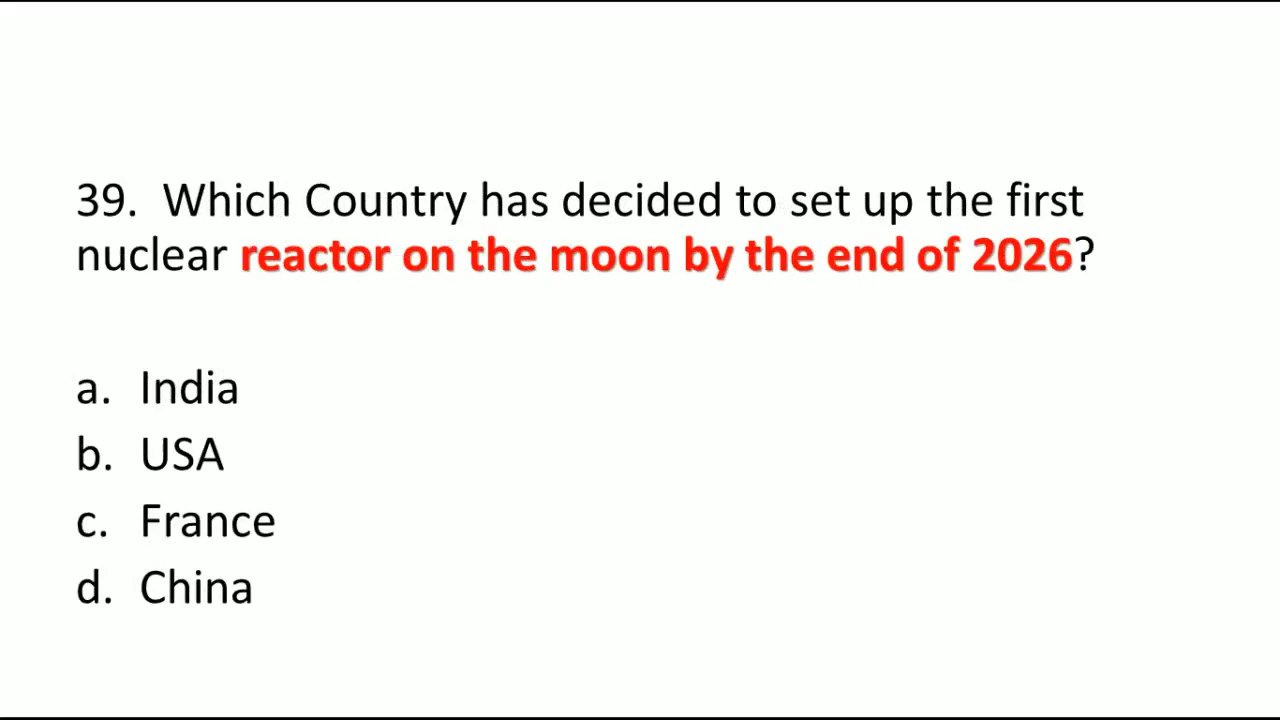 39. Which Country has decided to set up the first
nuclear reactor on the moon by the end of 2026?
a. India
b. USA
c. France
d. China